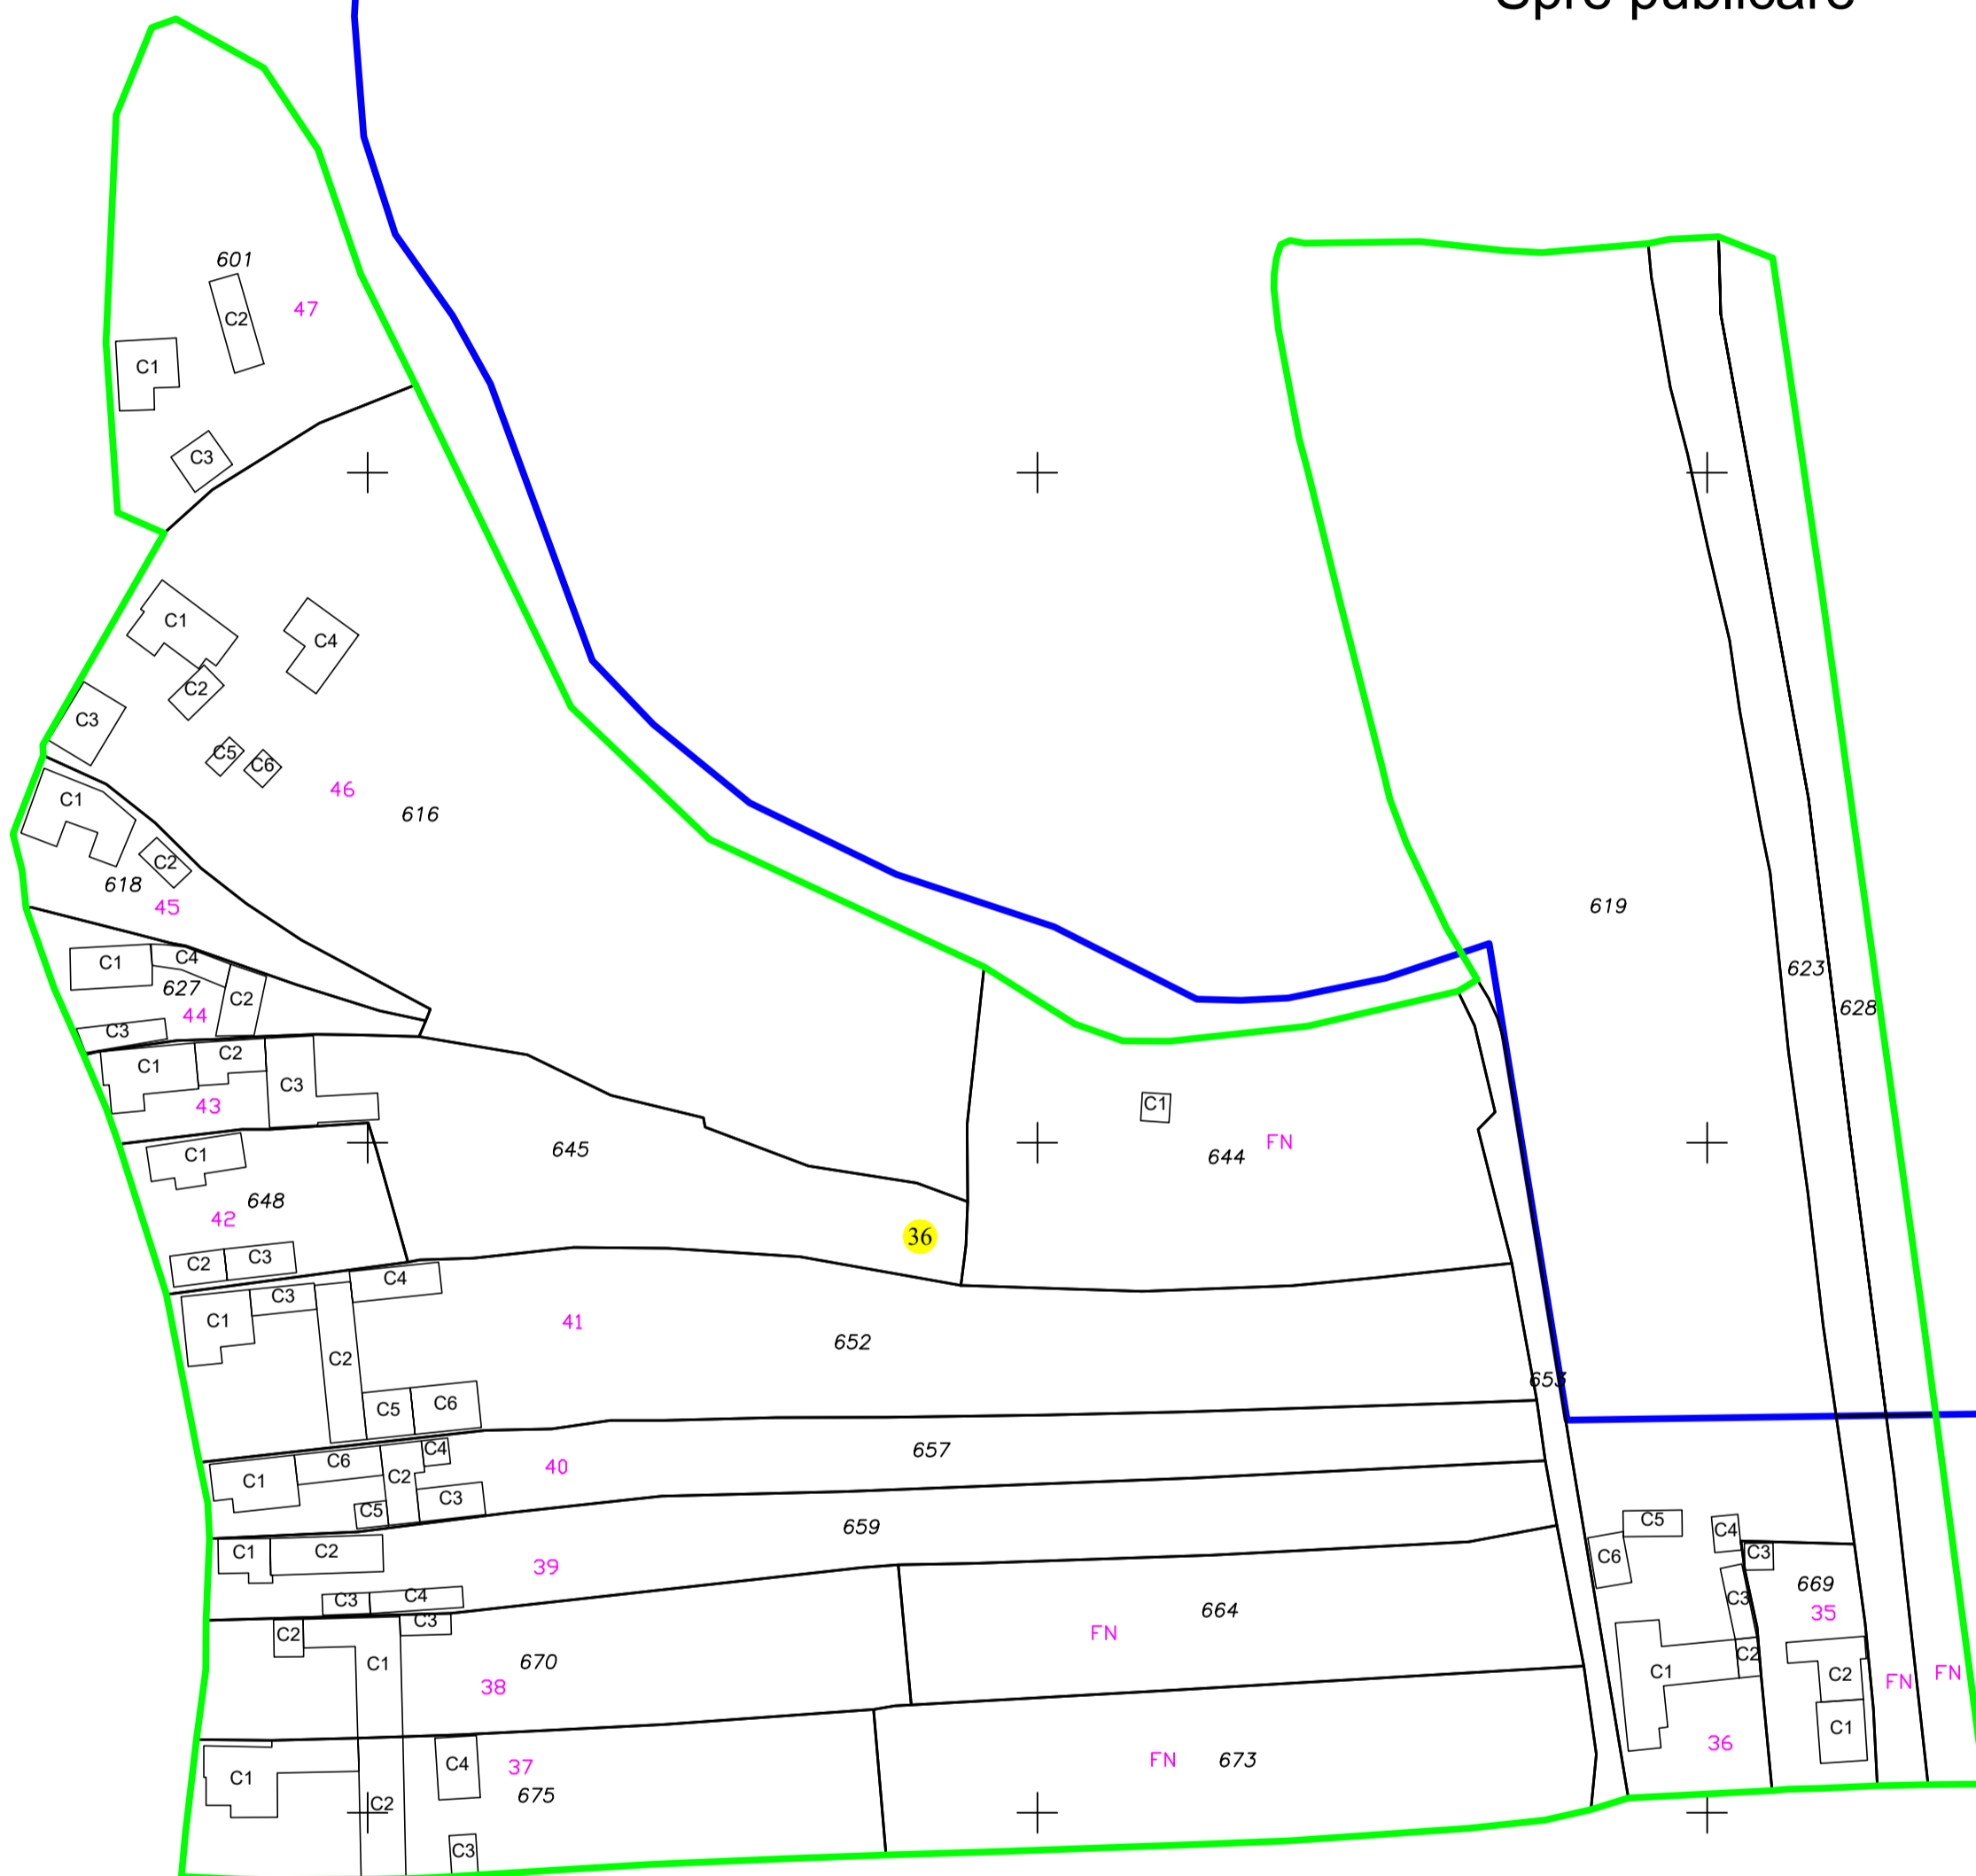 Spre publicare
601
47
C2
C1
C3
C1
C4
C2
C3
C5
C6
46
616
C1
C2
618
45
619
C1
C4
627
C2
44
C3
623
628
C1
C2
C3
43
C1
645
C1
644
FN
648
42
C2
C3
36
C4
C3
C1
41
652
C2
653
C5
C6
C4
657
C6
40
C1
C2
C3
C5
659
C1
C2
39
C3
C4
C5
C4
C6
C3
669
35
C3
C2
C3
C1
670
38
664
FN
C2
C1
C2
FN
FN
C1
36
C4
37
675
C1
C2
C3
FN
673